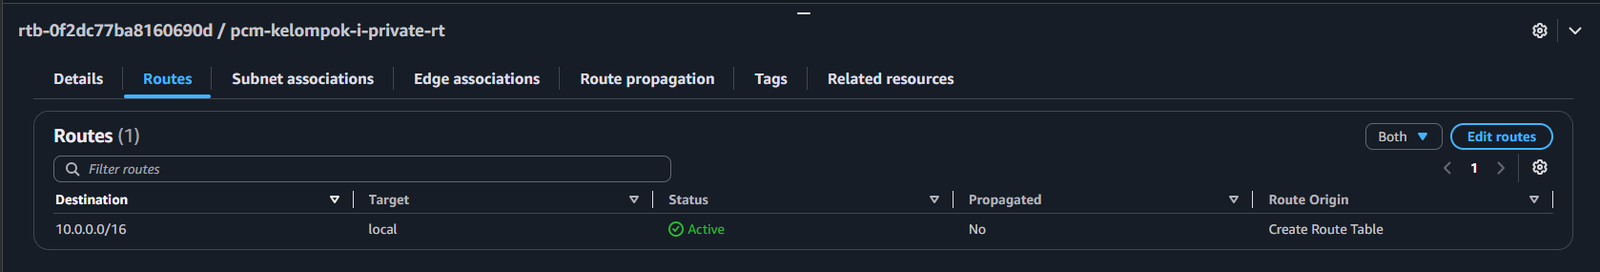 rtb-0f2dc77ba8160690d / pcm-kelompok-i-private-rt
Details Routes Subnet associations Edge associations Route propagation Tags Related resources
Routes (1)
Both Edit routes
Filter routes
1
Destination Target Status Propagated Route Origin
10.0.0.0/16 local Active No Create Route Table